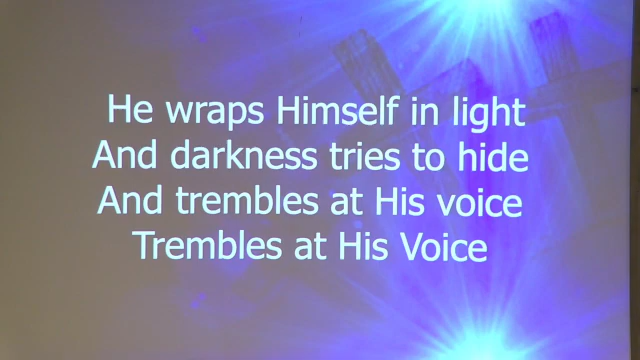 He wraps Himself in light
And darkness tries to hide
And trembles at His voice
Trembles at His Voice